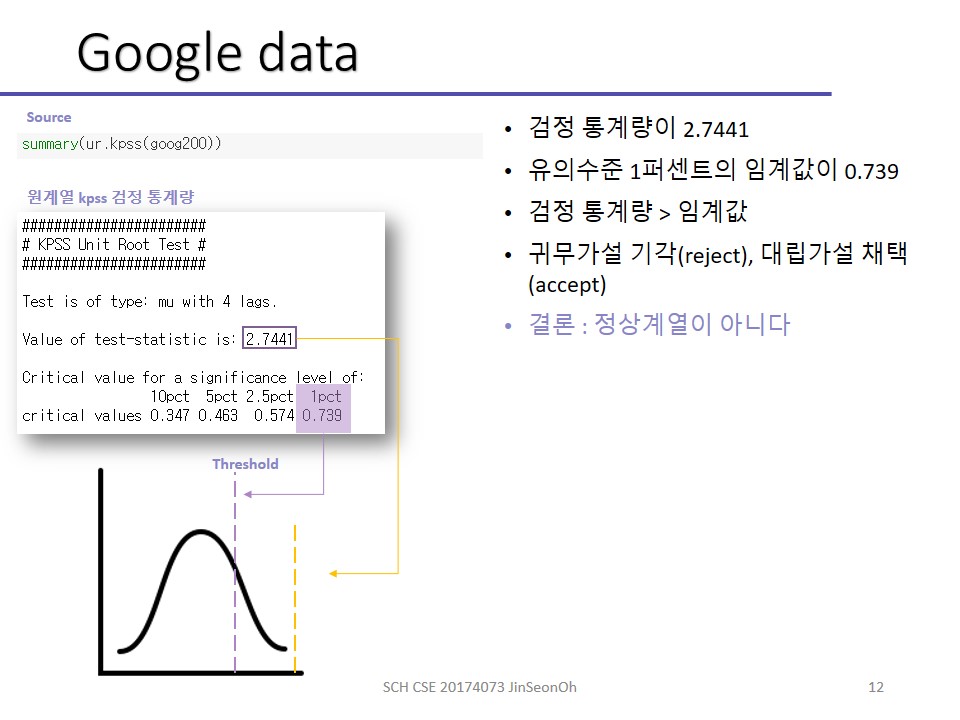 Google data
Source
summary(ur.kpss(goog200))
원계열 kpss 검정 통계량
#######################
# KPSS Unit Root Test #
#######################
Test is of type: mu with 4 lags.
Value of test-statistic is: 2.7441
Critical value for a significance level of:
10pct 5pct 2.5pct 1pct
critical values 0.347 0.463 0.574 0.739
Threshold
• 검정 통계량이 2.7441
• 유의수준 1퍼센트의 임계값이 0.739
• 검정 통계량 > 임계값
• 귀무가설 기각(reject), 대립가설 채택
(accept)
• 결론 : 정상계열이 아니다
SCH CSE 20174073 JinSeonOh
12